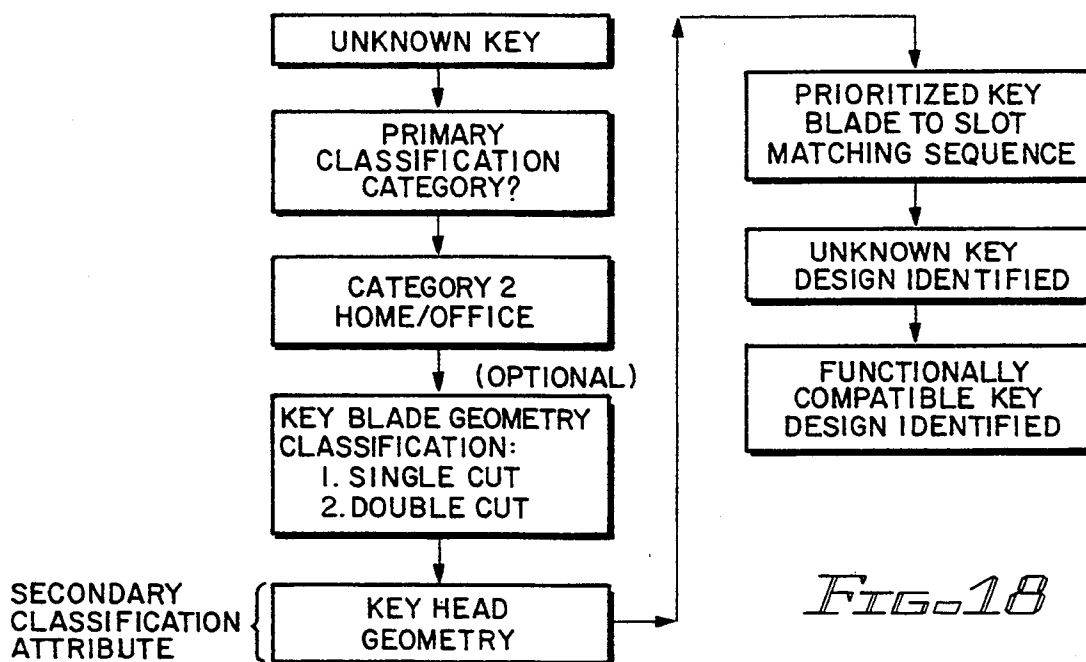 UNKNOWN KEY
PRIMARY
CLASSIFICATION
CATEGORY?
CATEGORY 2
HOME/OFFICE
(OPTIONAL)
KEY BLADE GEOMETRY
CLASSIFICATION:
1. SINGLE CUT
2. DOUBLE CUT
SECONDARY
CLASSIFICATION
ATTRIBUTE
KEY HEAD
GEOMETRY
PRIORITIZED KEY
BLADE TO SLOT
MATCHING SEQUENCE
UNKNOWN KEY
DESIGN IDENTIFIED
FUNCTIONALLY
COMPATIBLE KEY
DESIGN IDENTIFIED
FIG.18